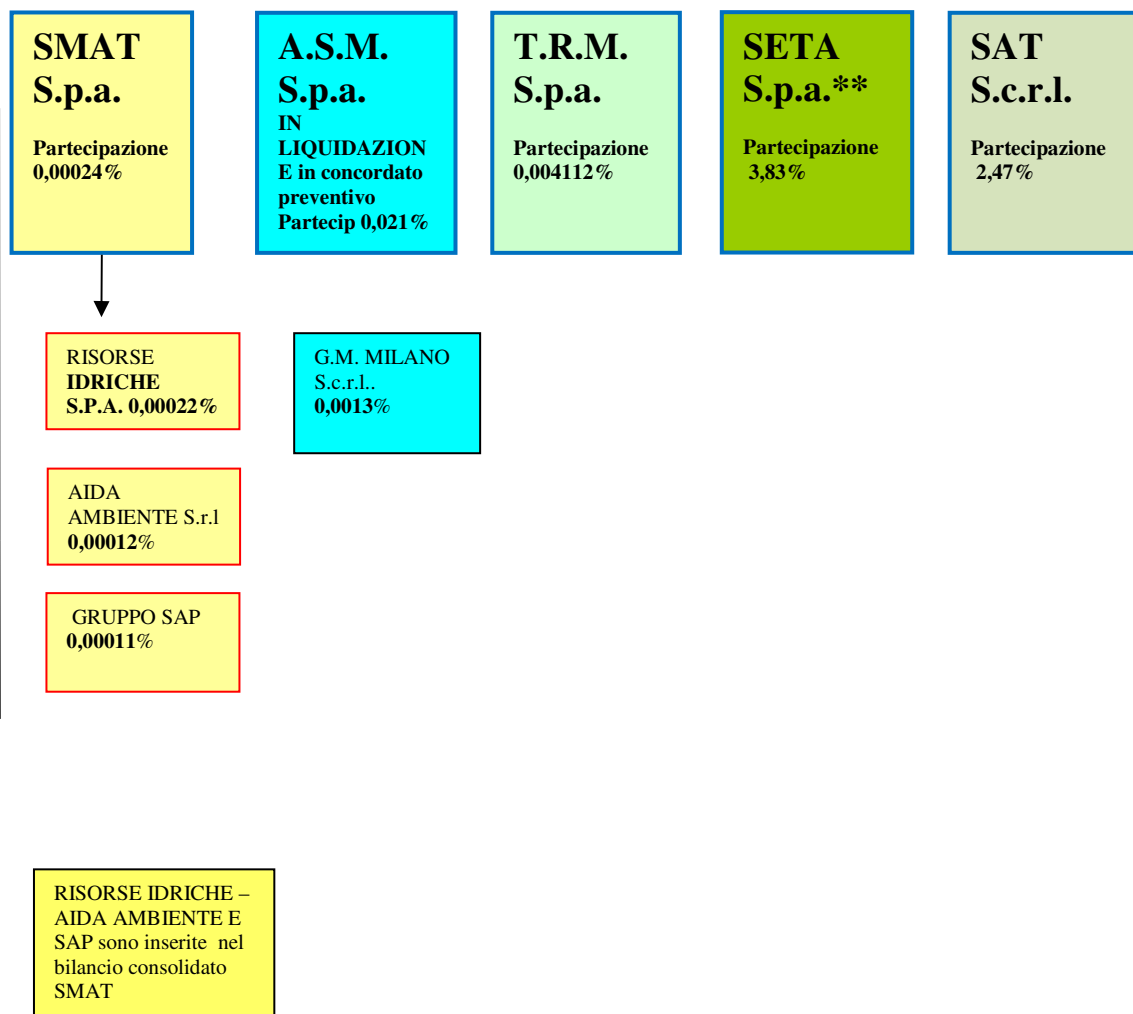 SMAT
S.p.a.
Partecipazione
0,00024%
A.S.M.
S.p.a.
IN
LIQUIDAZION
E in concordato
preventivo
Partecip 0,021%
T.R.M.
S.p.a.
Partecipazione
0,004112%
SETA
S.p.a.**
Partecipazione
3,83%
SAT
S.c.r.l.
Partecipazione
2,47%
RISORSE
IDRICHE
S.P.A. 0,00022%
G.M. MILANO
S.c.r.l..
0,0013%
AIDA
AMBIENTE S.r.l
0,00012%
GRUPPO SAP
0,00011%
RISORSE IDRICHE –
AIDA AMBIENTE E
SAP sono inserite nel
bilancio consolidato
SMAT